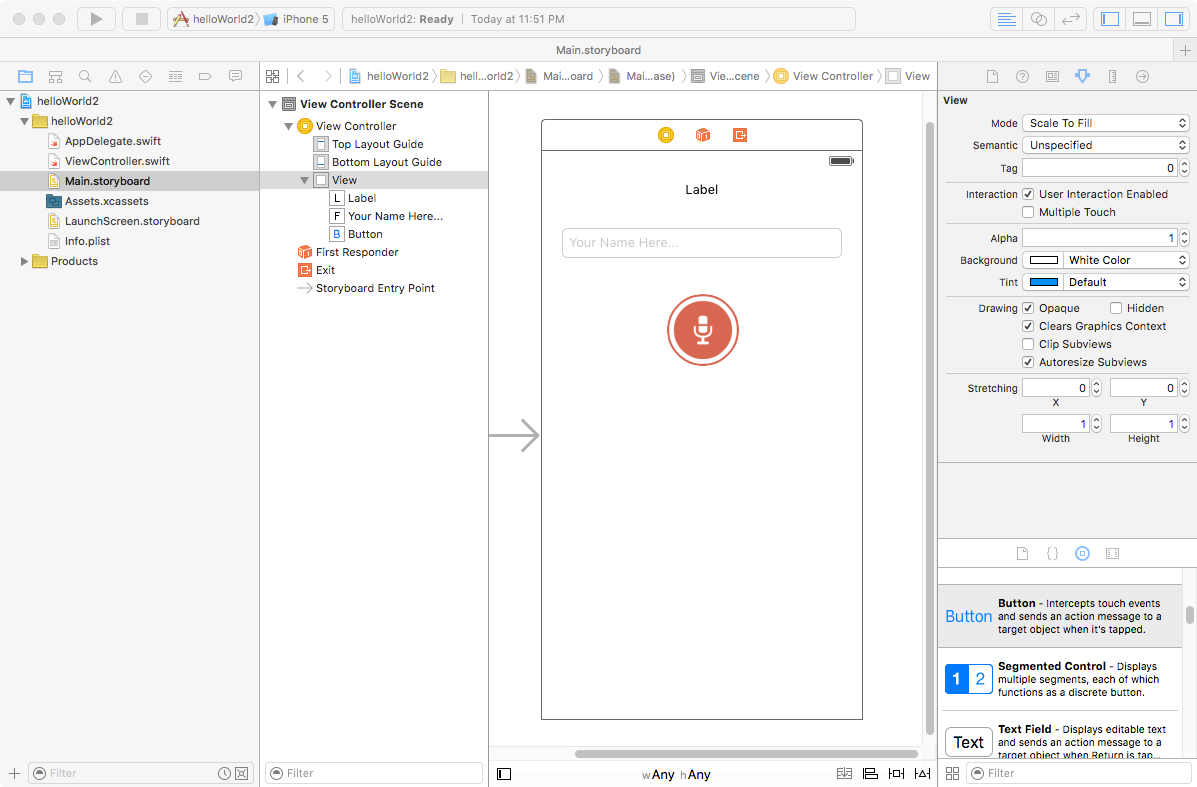 helloWorld2 iPhone 5
helloWorld2: Ready Today at 11:51 PM
Main.storyboard
helloWorld2 hell...orld2 Mai...oard Mai...ase) Vie...cene View Controller View
helloWorld2
helloWorld2
AppDelegate.swift
ViewController.swift
Main.storyboard
Assets.xcassets
LaunchScreen.storyboard
Info.plist
Products
Filter
View Controller Scene
View Controller
Top Layout Guide
Bottom Layout Guide
View
L Label
F Your Name Here...
B Button
First Responder
Exit
Storyboard Entry Point
Filter
Label
Your Name Here...
wAny hAny
View
Mode Scale To Fill
Semantic Unspecified
Tag 0
Interaction User Interaction Enabled
Multiple Touch
Alpha 1
Background White Color
Tint Default
Drawing Opaque Hidden
Clears Graphics Context
Clip Subviews
Autoresize Subviews
Stretching 0 0
X Y
1 1
Width Height
{}
Button
Button - Intercepts touch events
and sends an action message to a
target object when it's tapped.
1 2
Segmented Control - Displays
multiple segments, each of which
functions as a discrete button.
Text
Text Field - Displays editable text
and sends an action message to a
target object when Return is tap...
Filter